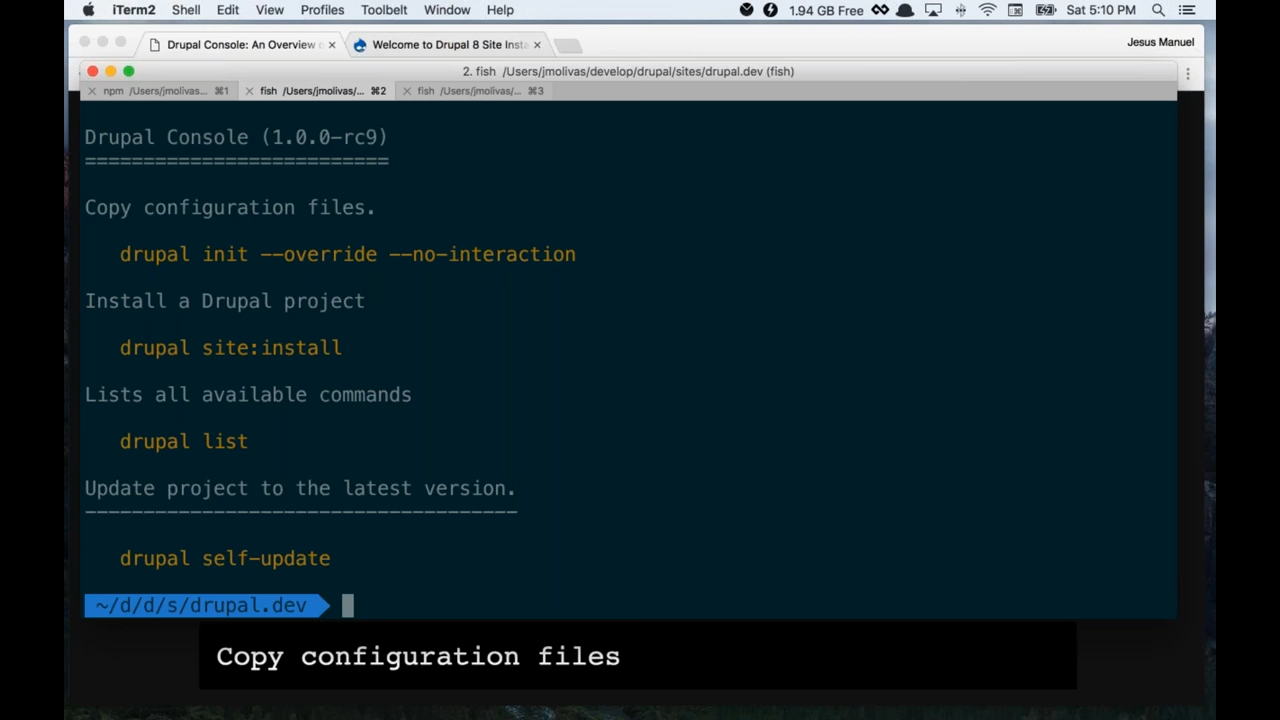 iTerm2 Shell Edit View Profiles Toolbelt Window Help 1.94 GB Free Sat 5:10 PM
Drupal Console: An Overview Welcome to Drupal 8 Site Insta Jesus Manuel
2. fish /Users/jmolivas/develop/drupal/sites/drupal.dev (fish)
npm /Users/jmolivas... ⌘1 fish /Users/jmolivas/... ⌘2 fish /Users/jmolivas/... ⌘3
Drupal Console (1.0.0-rc9)
==========================
Copy configuration files.
drupal init --override --no-interaction
Install a Drupal project
drupal site:install
Lists all available commands
drupal list
Update project to the latest version.
-------------------------------------
drupal self-update
~/d/d/s/drupal.dev
Copy configuration files